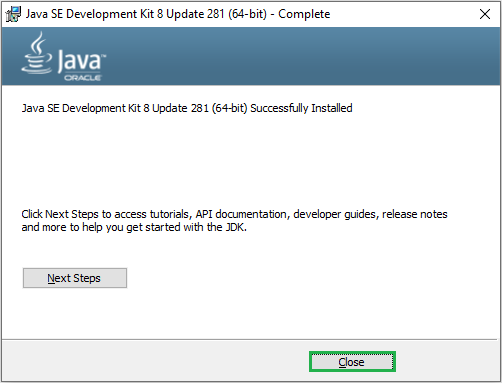 Java SE Development Kit 8 Update 281 (64-bit) - Complete
Java™
ORACLE
Java SE Development Kit 8 Update 281 (64-bit) Successfully Installed
Click Next Steps to access tutorials, API documentation, developer guides, release notes
and more to help you get started with the JDK.
Next Steps
Close